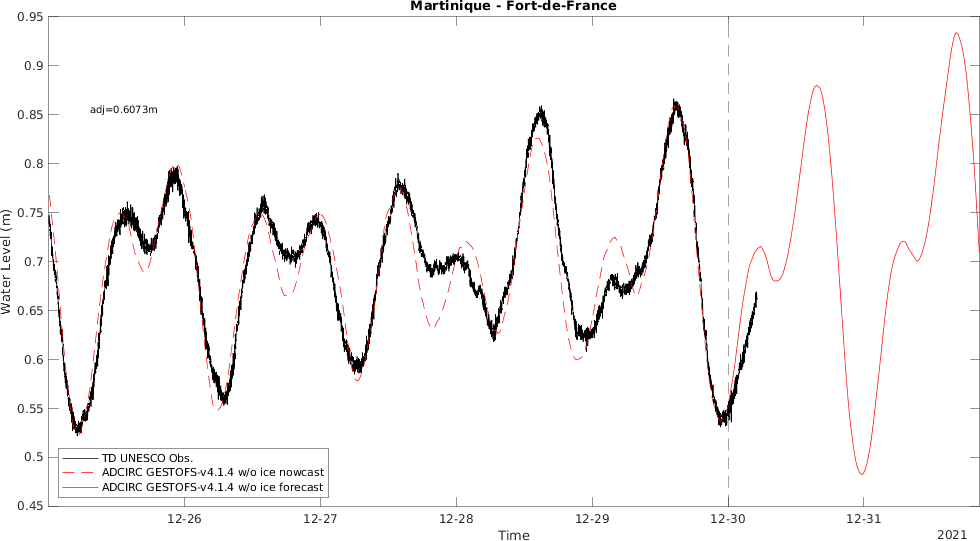 Martinique - Fort-de-France
0.95
0.9
0.85
0.8
0.75
0.7
0.65
0.6
0.55
0.5
0.45
Water Level (m)
adj=0.6073m
TD UNESCO Obs.
ADCIRC GESTOFS-v4.1.4 w/o ice nowcast
ADCIRC GESTOFS-v4.1.4 w/o ice forecast
12-26
12-27
12-28
12-29
12-30
12-31
Time
2021